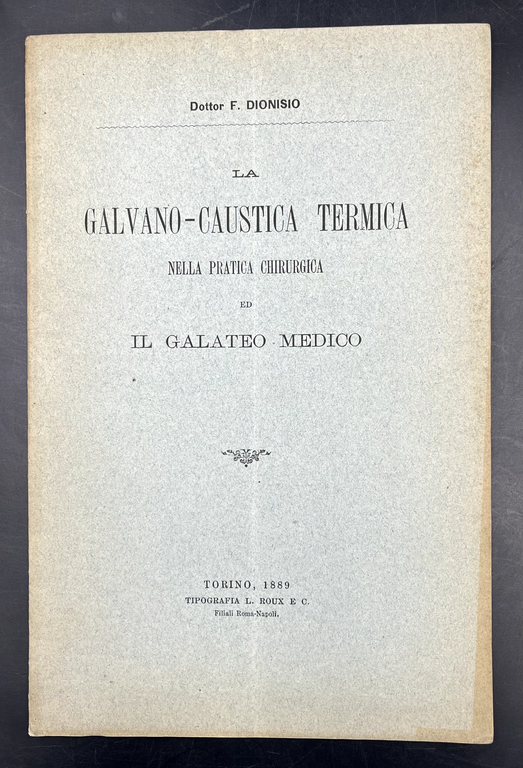 Dottor F. DIONISIO
LA
GALVANO-CAUSTICA TERMICA
NELLA PRATICA CHIRURGICA
ED
IL GALATEO MEDICO
TORINO, 1889
TIPOGRAFIA L. ROUX E C.
Filiali Roma-Napoli.